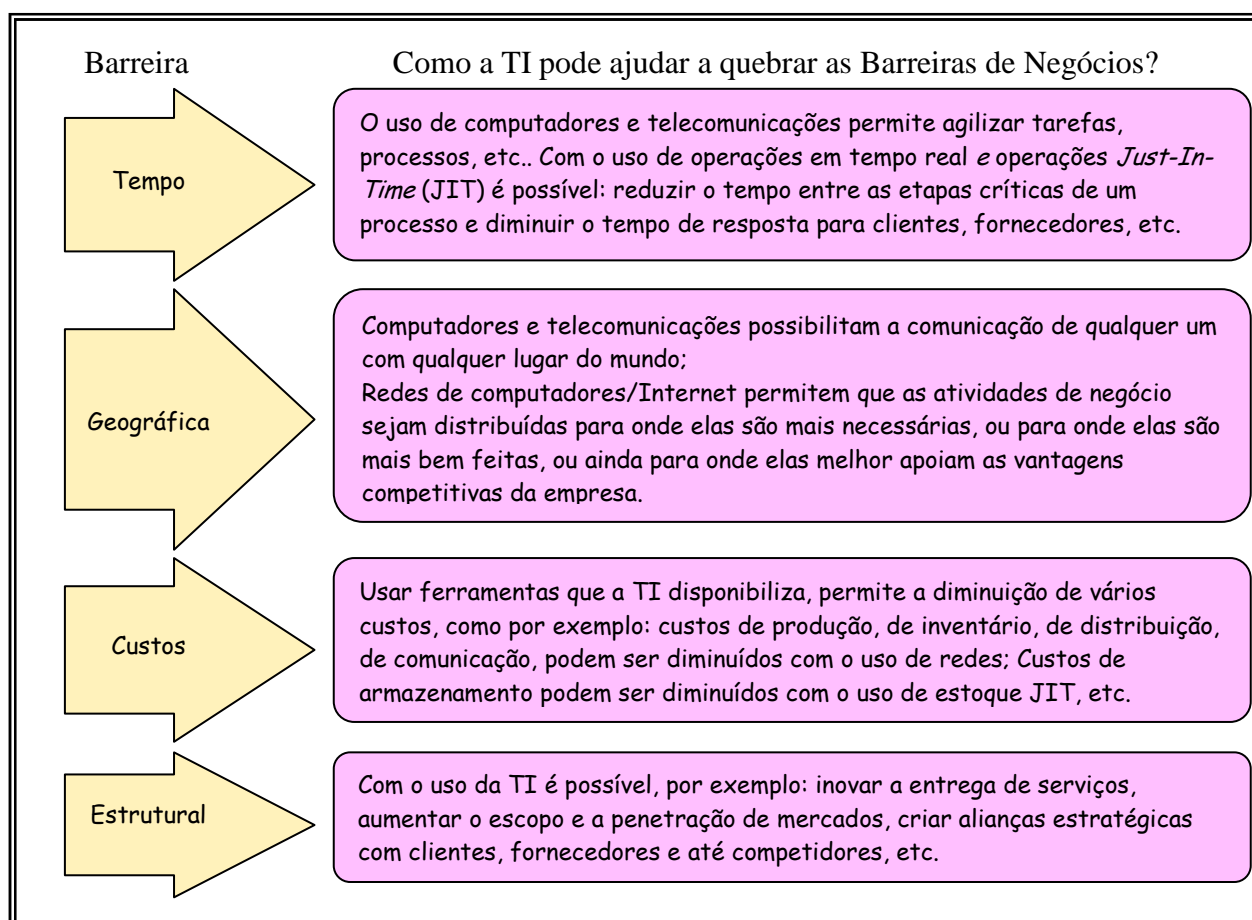 Barreira
Como a TI pode ajudar a quebrar as Barreiras de Negócios?
Tempo
O uso de computadores e telecomunicações permite agilizar tarefas,
processos, etc.. Com o uso de operações em tempo real e operações Just-In-
Time (JIT) é possível: reduzir o tempo entre as etapas críticas de um
processo e diminuir o tempo de resposta para clientes, fornecedores, etc.
Geográfica
Computadores e telecomunicações possibilitam a comunicação de qualquer um
com qualquer lugar do mundo;
Redes de computadores/Internet permitem que as atividades de negócio
sejam distribuídas para onde elas são mais necessárias, ou para onde elas são
mais bem feitas, ou ainda para onde elas melhor apoiam as vantagens
competitivas da empresa.
Custos
Usar ferramentas que a TI disponibiliza, permite a diminuição de vários
custos, como por exemplo: custos de produção, de inventário, de distribuição,
de comunicação, podem ser diminuídos com o uso de redes; Custos de
armazenamento podem ser diminuídos com o uso de estoque JIT, etc.
Estrutural
Com o uso da TI é possível, por exemplo: inovar a entrega de serviços,
aumentar o escopo e a penetração de mercados, criar alianças estratégicas
com clientes, fornecedores e até competidores, etc.